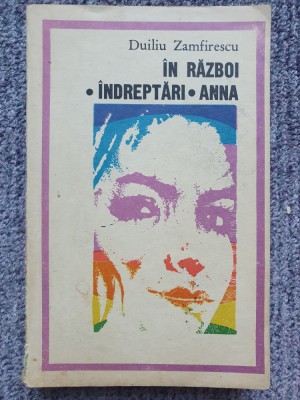 Duiliu Zamfirescu
ÎN RĂZBOI
• ÎNDREPTĂRI • ANNA